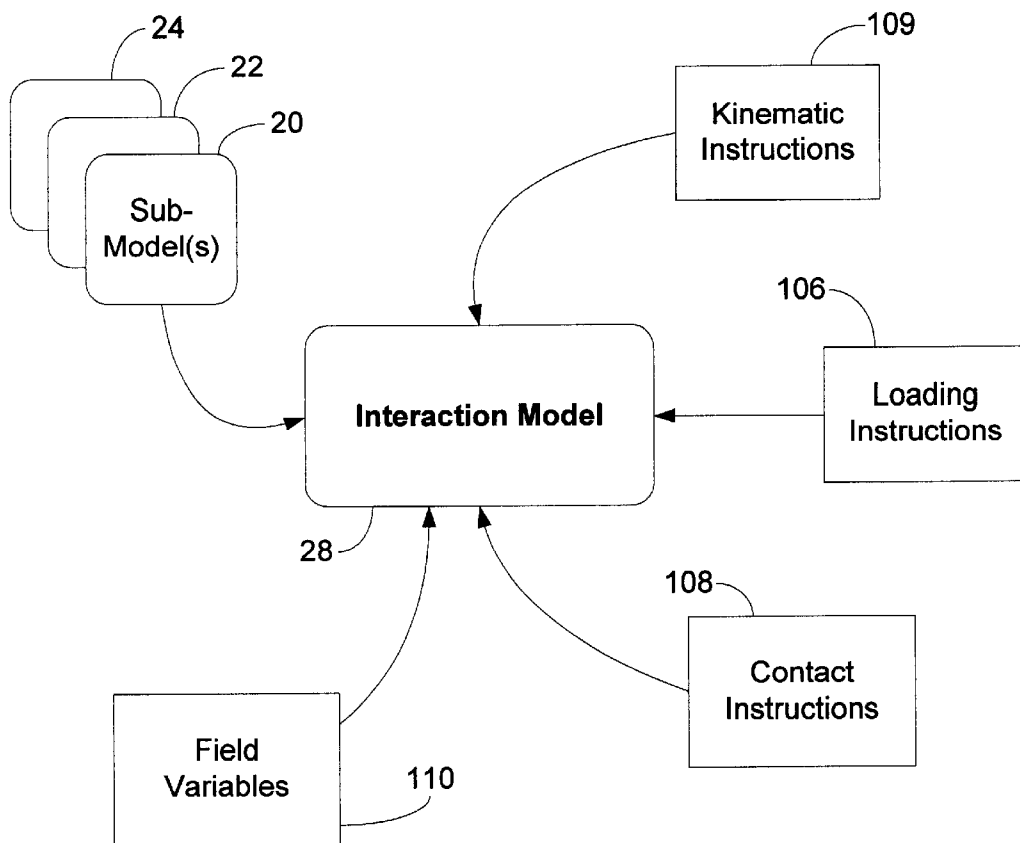 24
22
20
Sub-
Model(s)
109
Kinematic
Instructions
106
Loading
Instructions
Interaction Model
28
108
Contact
Instructions
Field
Variables
110